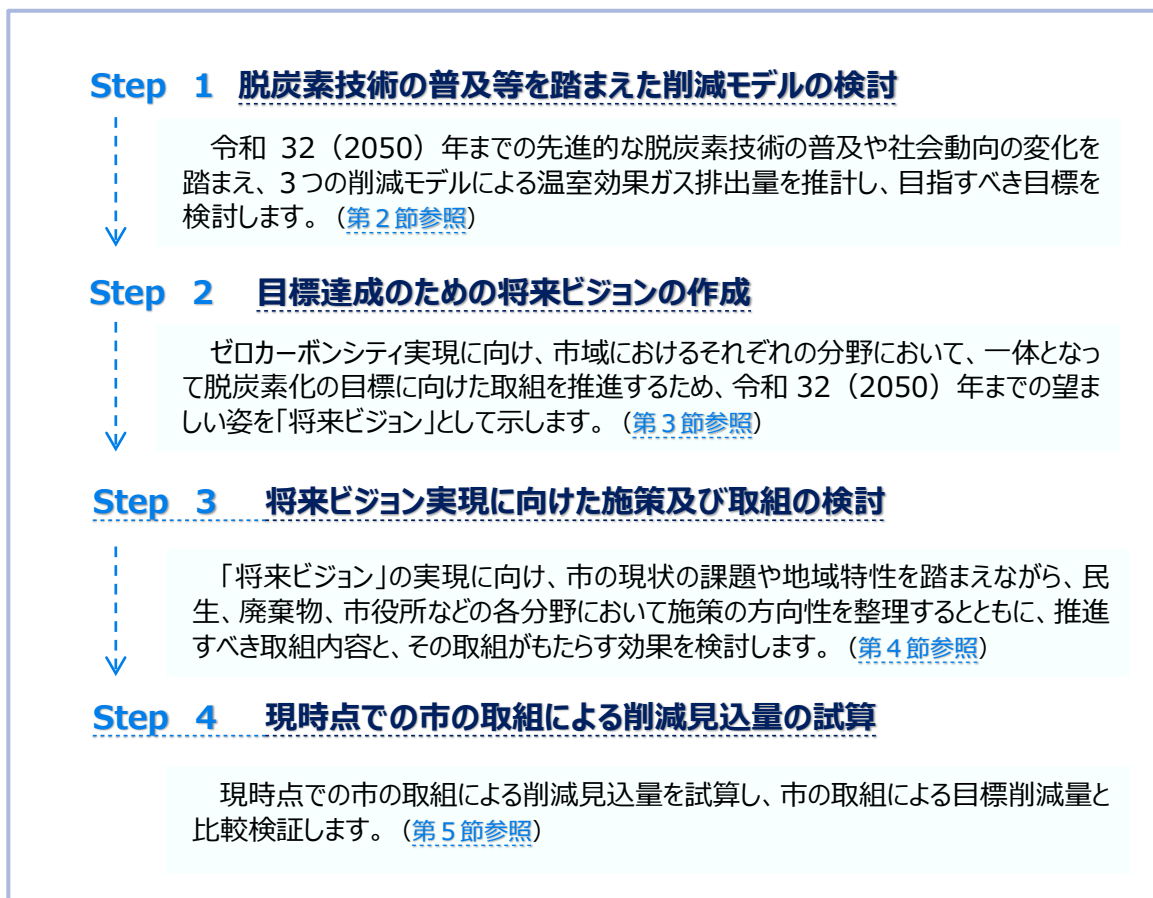 Step 1 脱炭素技術の普及等を踏まえた削減モデルの検討
令和 32（2050）年までの先進的な脱炭素技術の普及や社会動向の変化を
踏まえ、３つの削減モデルによる温室効果ガス排出量を推計し、目指すべき目標を
検討します。（第２節参照）
Step 2 目標達成のための将来ビジョンの作成
ゼロカーボンシティ実現に向け、市域におけるそれぞれの分野において、一体となっ
て脱炭素化の目標に向けた取組を推進するため、令和 32（2050）年までの望ま
しい姿を「将来ビジョン」として示します。（第３節参照）
Step 3 将来ビジョン実現に向けた施策及び取組の検討
「将来ビジョン」の実現に向け、市の現状の課題や地域特性を踏まえながら、民
生、廃棄物、市役所などの各分野において施策の方向性を整理するとともに、推進
すべき取組内容と、その取組がもたらす効果を検討します。（第４節参照）
Step 4 現時点での市の取組による削減見込量の試算
現時点での市の取組による削減見込量を試算し、市の取組による目標削減量と
比較検証します。（第５節参照）